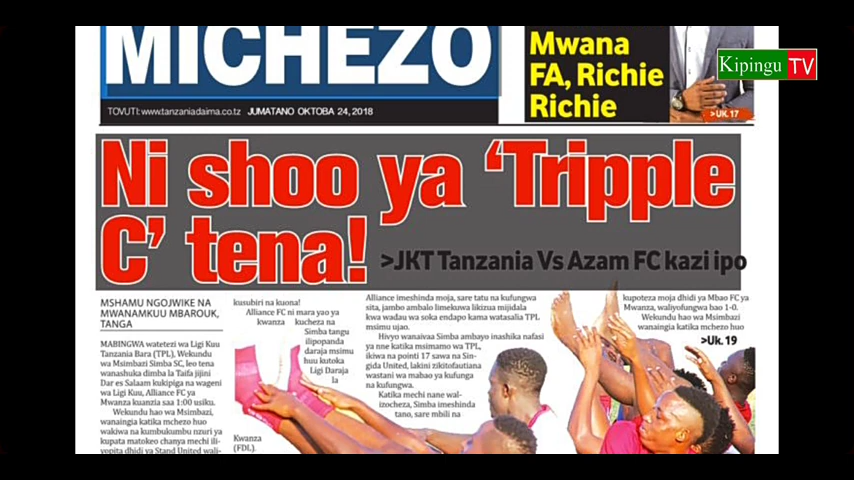 MICHEZO
TOVUTI: www.tanzaniadaima.co.tz JUMATANO OKTOBA 24, 2018
Mwana
FA, Richie
Richie
>UK. 17
Kipingu TV
Ni shoo ya ‘Tripple
C’ tena!
>JKT Tanzania Vs Azam FC kazi ipo
MSHAMU NGOJWIKE NA
MWANAMKUU MBAROUK,
TANGA
MABINGWA watetezi wa Ligi Kuu
Tanzania Bara (TPL), Wekundu
wa Msimbazi Simba SC, leo tena
wanashuka dimba la Taifa jijini
Dar es Salaam kukipiga na wageni
wa Ligi Kuu, Alliance FC ya
Mwanza kuanzia saa 1:00 usiku.
Wekundu hao wa Msimbazi,
wanaingia katika mchezo huo
wakiwa na kumbukumbu nzuri ya
kupata matokeo chanya mechi ili-
yopita dhidi ya Stand United wali-
kusubiri na kuona!
Alliance FC ni mara yao ya
kwanza kucheza na
Simba tangu
ilipopanda
daraja msimu
huu kutoka
Ligi Daraja
la
Kwanza
(FDL).
Alliance imeshinda moja, sare tatu na kufungwa
sita, jambo ambalo limekuwa likizua mijidala
kwa wadau wa soka endapo kama watasalia TPL
msimu ujao.
Hivyo wanaivaa Simba ambayo inashika nafasi
ya nne katika msimamo wa TPL,
ikiwa na pointi 17 sawa na Sin-
gida United, lakini zikitofautiana
wastani wa mabao ya kufunga
na kufungwa.
Katika mechi nane wal-
izocheza, Simba imeshinda
tano, sare mbili na
kupoteza moja dhidi ya Mbao FC ya
Mwanza, waliyofungwa bao 1-0.
Wekundu hao wa Msimbazi
wanaingia katika mchezo huo
>Uk. 19